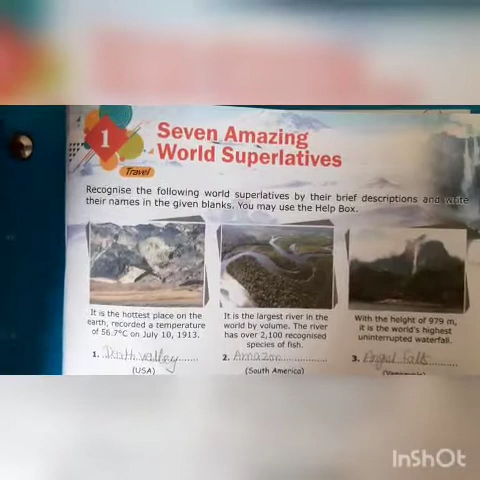 1
Seven Amazing
World Superlatives
Travel
Recognise the following world superlatives by their brief descriptions and write
their names in the given blanks. You may use the Help Box.
It is the hottest place on the
earth, recorded a temperature
of 56.7°C on July 10, 1913.
1. Death valley........
(USA)
It is the largest river in the
world by volume. The river
has over 2,100 recognised
species of fish.
2. Amazon................
(South America)
With the height of 979 m,
it is the world's highest
uninterrupted waterfall.
3. Angel falls........
(Venezuela)
InShOt